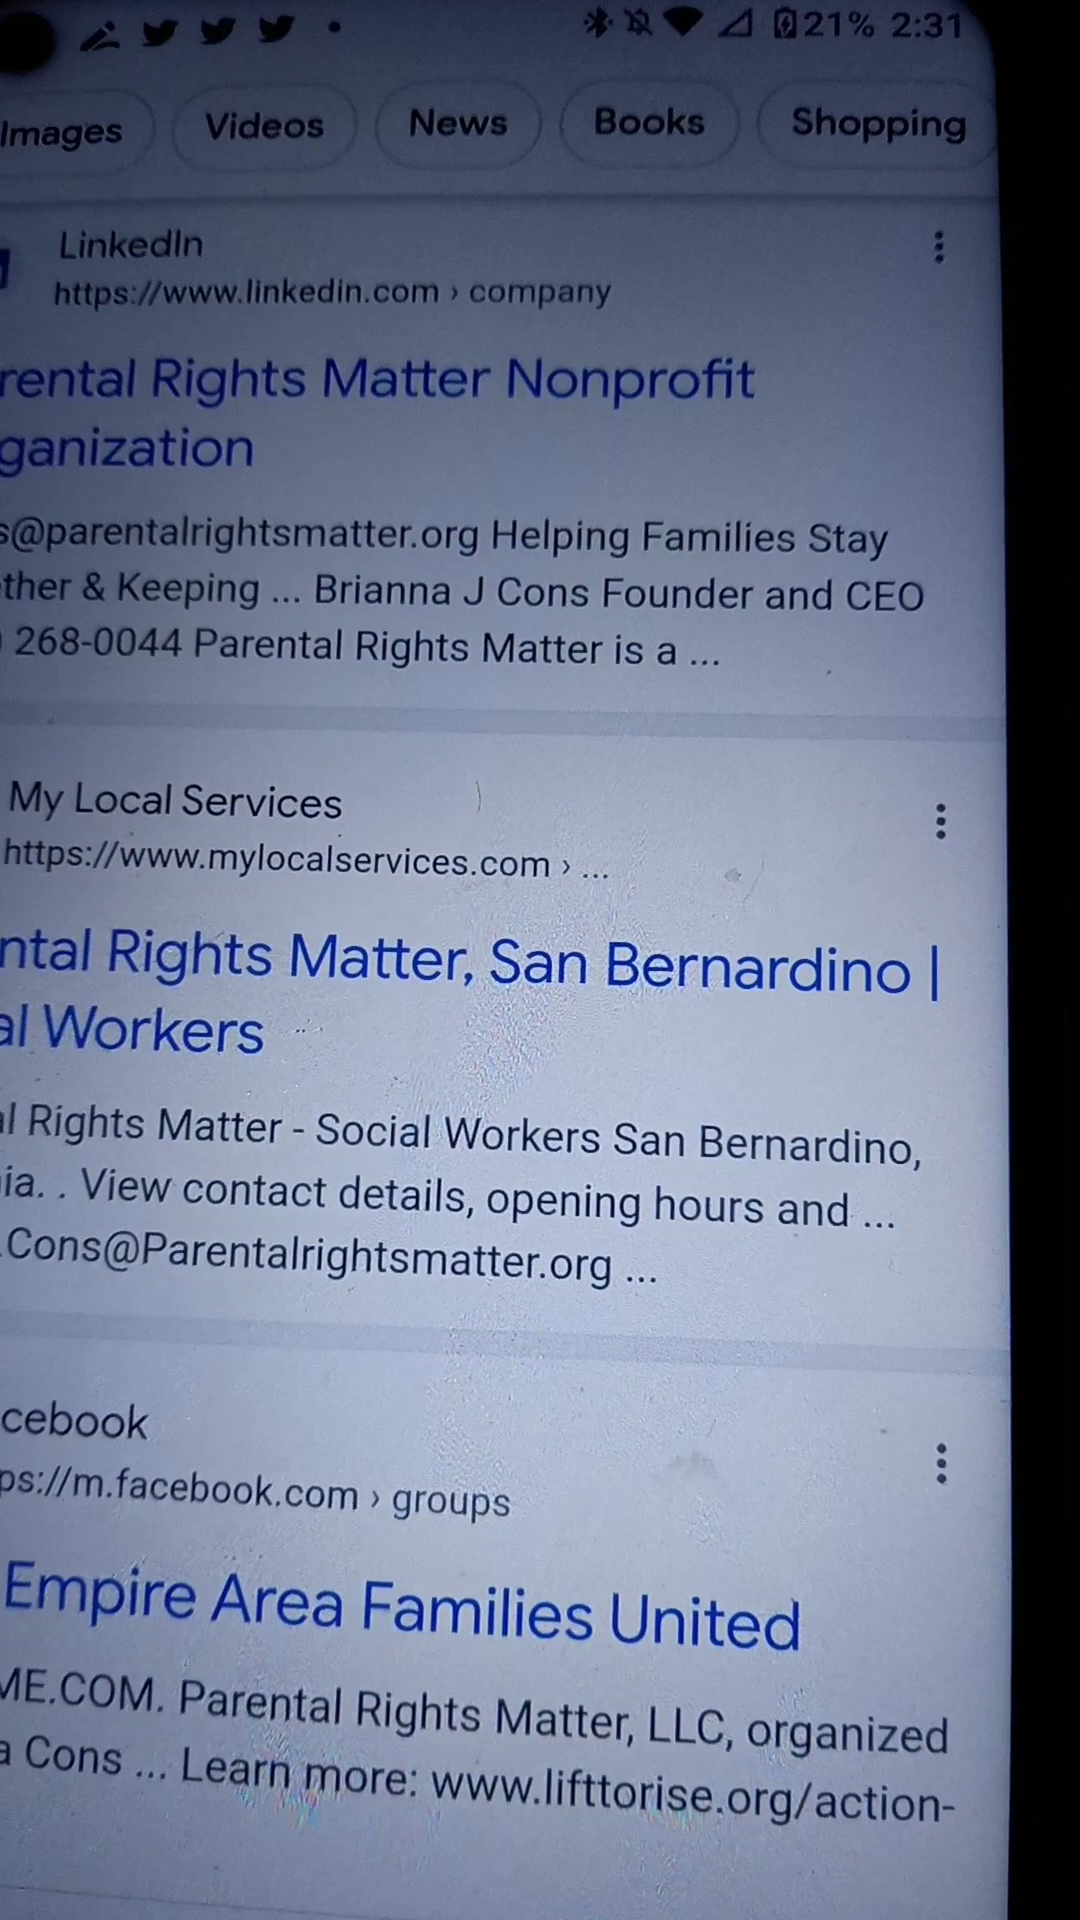 21% 2:31
Images Videos News Books Shopping
LinkedIn
https://www.linkedin.com › company
rental Rights Matter Nonprofit
ganization
s@parentalrightsmatter.org Helping Families Stay
ther & Keeping ... Brianna J Cons Founder and CEO
) 268-0044 Parental Rights Matter is a ...
My Local Services
https://www.mylocalservices.com › ...
ntal Rights Matter, San Bernardino |
al Workers
al Rights Matter - Social Workers San Bernardino,
ia. . View contact details, opening hours and ...
.Cons@Parentalrightsmatter.org ...
cebook
ps://m.facebook.com › groups
Empire Area Families United
ME.COM. Parental Rights Matter, LLC, organized
a Cons ... Learn more: www.lifttorise.org/action-